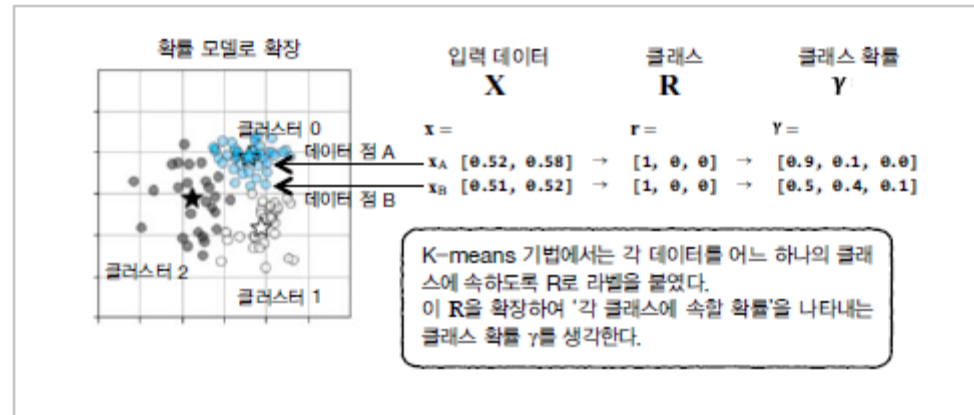 확률 모델로 확장
입력 데이터 클래스 클래스 확률
X R γ
클러스터 0
데이터 점 A
데이터 점 B
클러스터 2
클러스터 1
x = r = γ =
x_A [0.52, 0.58] → [1, 0, 0] → [0.9, 0.1, 0.0]
x_B [0.51, 0.52] → [1, 0, 0] → [0.5, 0.4, 0.1]
K-means 기법에서는 각 데이터를 어느 하나의 클래
스에 속하도록 R로 라벨을 붙였다.
이 R을 확장하여 '각 클래스에 속할 확률'을 나타내는
클래스 확률 γ를 생각한다.